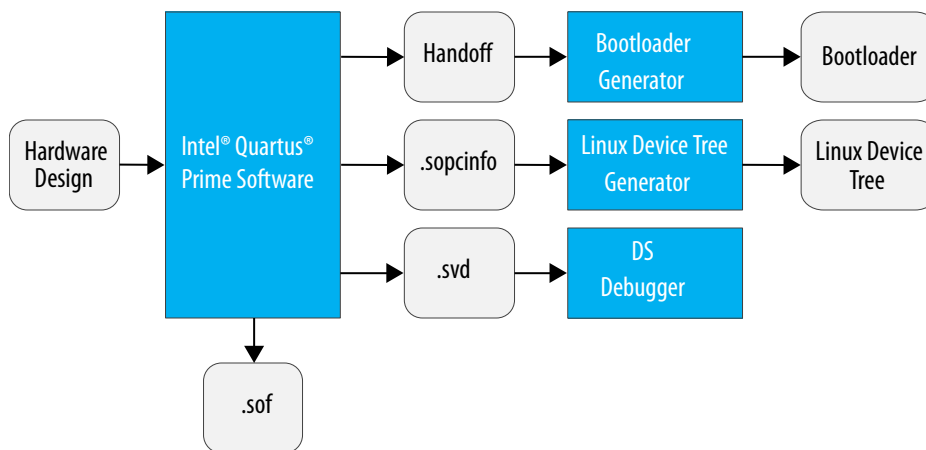 Handoff
Bootloader
Generator
Bootloader
Hardware
Design
Intel® Quartus®
Prime Software
.sopcinfo
Linux Device Tree
Generator
Linux Device
Tree
.svd
DS
Debugger
.sof